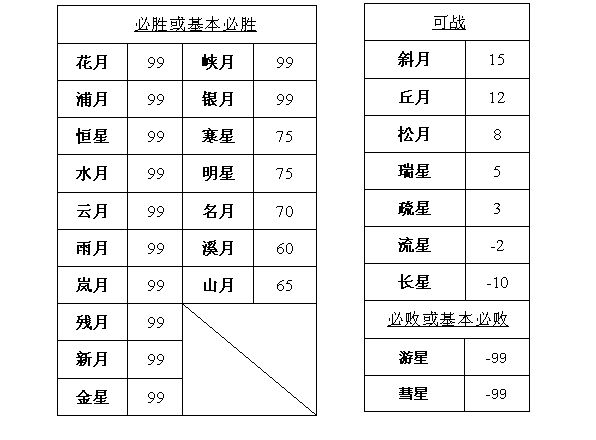 必胜或基本必胜
花月 99 峡月 99
浦月 99 银月 99
恒星 99 寒星 75
水月 99 明星 75
云月 99 名月 70
雨月 99 溪月 60
岚月 99 山月 65
残月 99
新月 99
金星 99
可战
斜月 15
丘月 12
松月 8
瑞星 5
疏星 3
流星 -2
长星 -10
必败或基本必败
游星 -99
彗星 -99